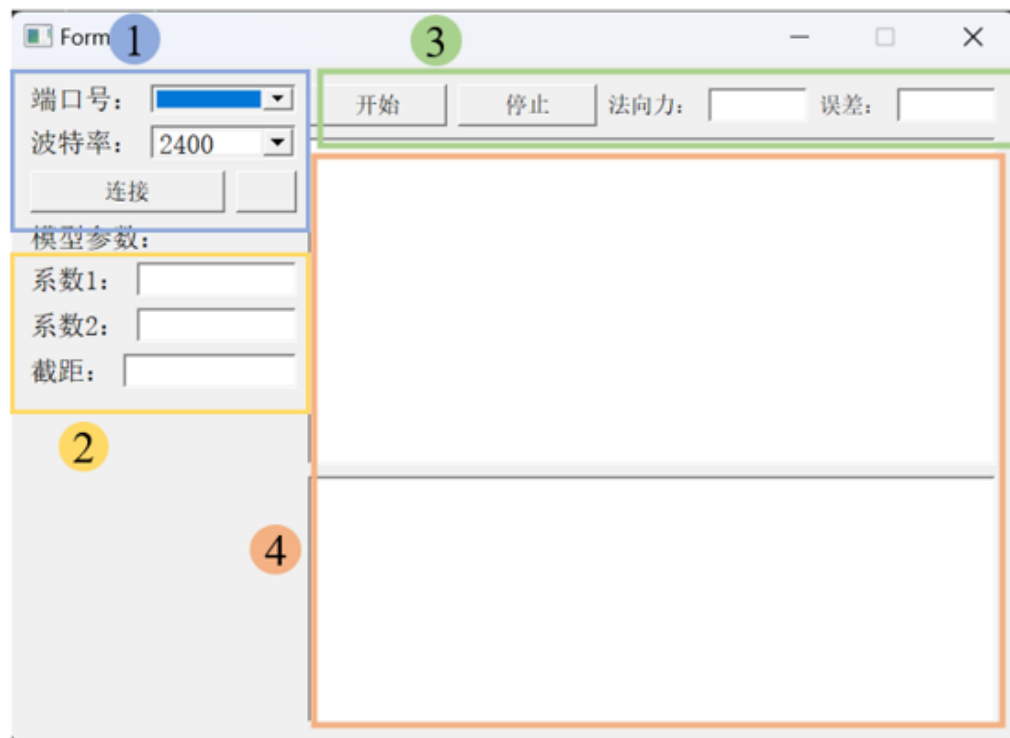 Form
1
3
端口号：
开始 停止 法向力： 误差：
波特率： 2400
连接
模型参数：
系数1：
系数2：
截距：
2
4